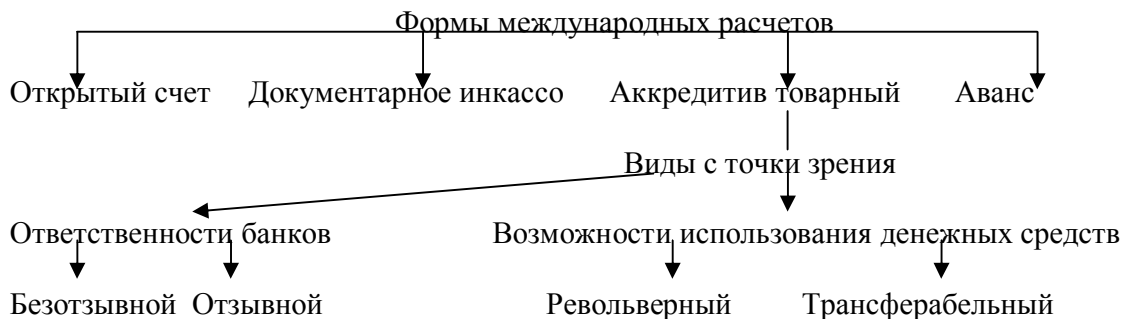 Формы международных расчетов
Открытый счет Документарное инкассо Аккредитив товарный Аванс
Виды с точки зрения
Ответственности банков Возможности использования денежных средств
Безотзывной Отзывной Револьверный Трансферабельный